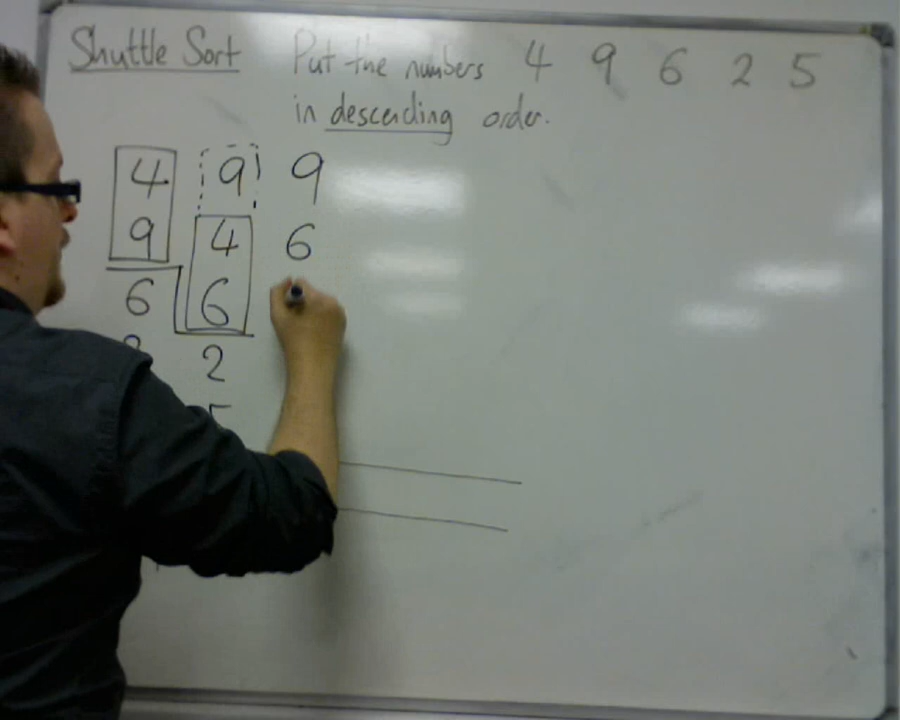 Shuttle Sort Put the numbers 4 9 6 2 5
in descending order.
4 9 9
9 4 6
6 6
2